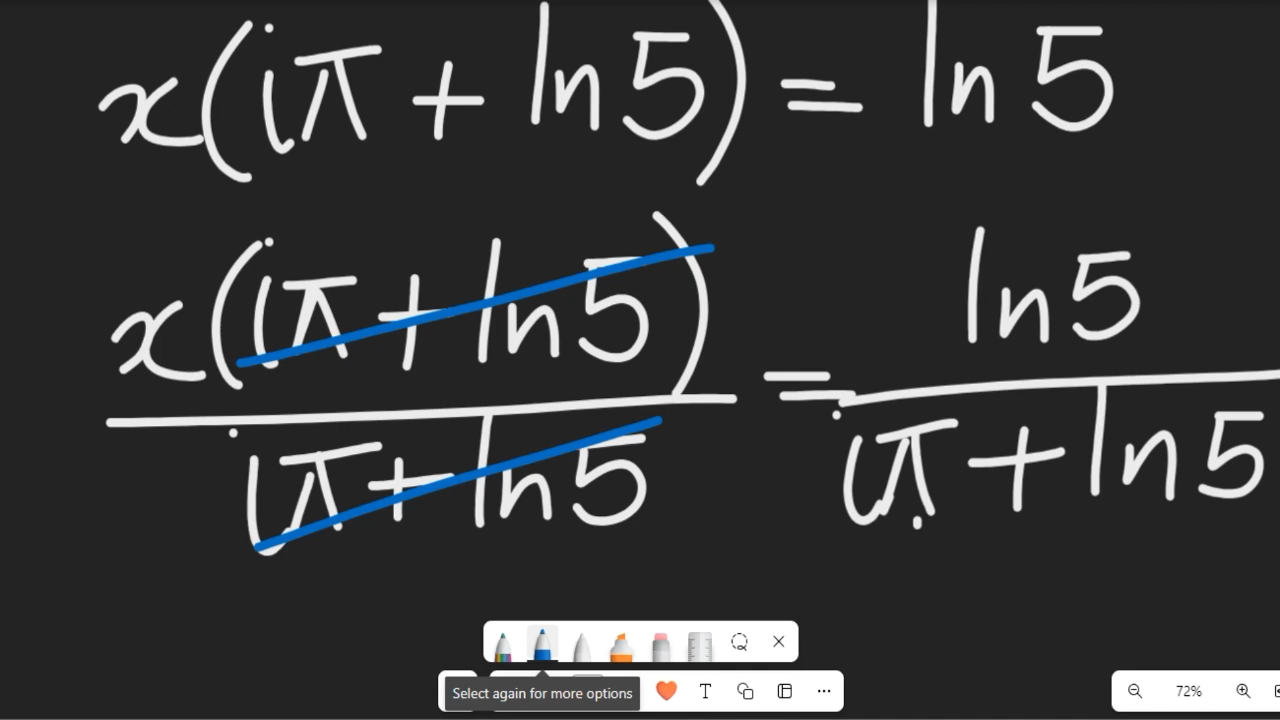 x(iπ + ln5) = ln5
x(iπ + ln5) / iπ + ln5 = ln5 / iπ + ln5
T
72%
Select again for more options